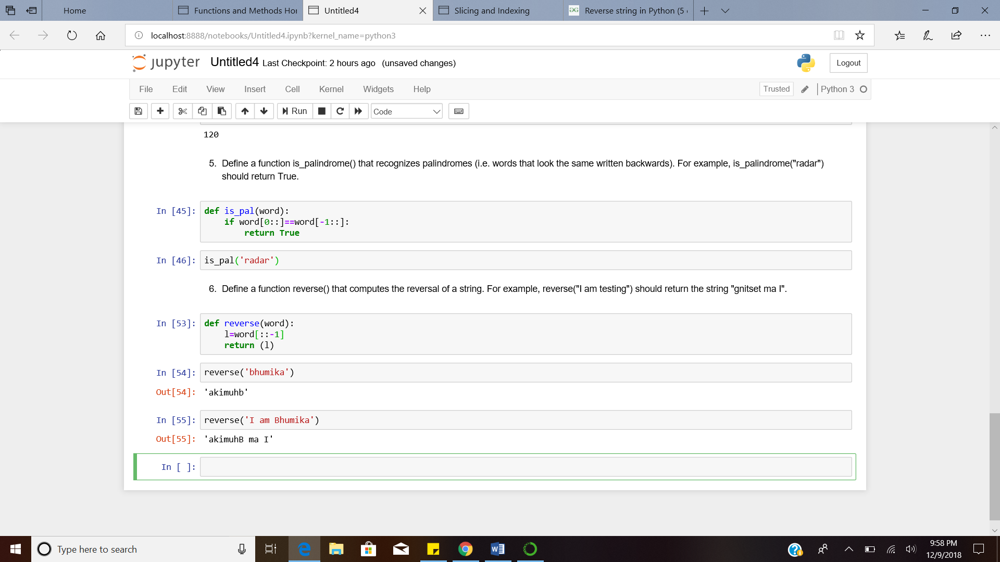 Home
Functions and Methods Hor
Untitled4
Slicing and Indexing
Reverse string in Python (5
localhost:8888/notebooks/Untitled4.ipynb?kernel_name=python3
jupyter Untitled4 Last Checkpoint: 2 hours ago (unsaved changes)
Logout
File Edit View Insert Cell Kernel Widgets Help
Trusted
Python 3
Run
Code
120
5. Define a function is_palindrome() that recognizes palindromes (i.e. words that look the same written backwards). For example, is_palindrome("radar")
should return True.
In [45]: def is_pal(word):
if word[0::]==word[-1::]:
return True
In [46]: is_pal('radar')
6. Define a function reverse() that computes the reversal of a string. For example, reverse("I am testing") should return the string "gnitset ma I".
In [53]: def reverse(word):
l=word[::-1]
return (l)
In [54]: reverse('bhumika')
Out[54]: 'akimuhb'
In [55]: reverse('I am Bhumika')
Out[55]: 'akimuhB ma I'
In [ ]:
Type here to search
9:58 PM
12/9/2018